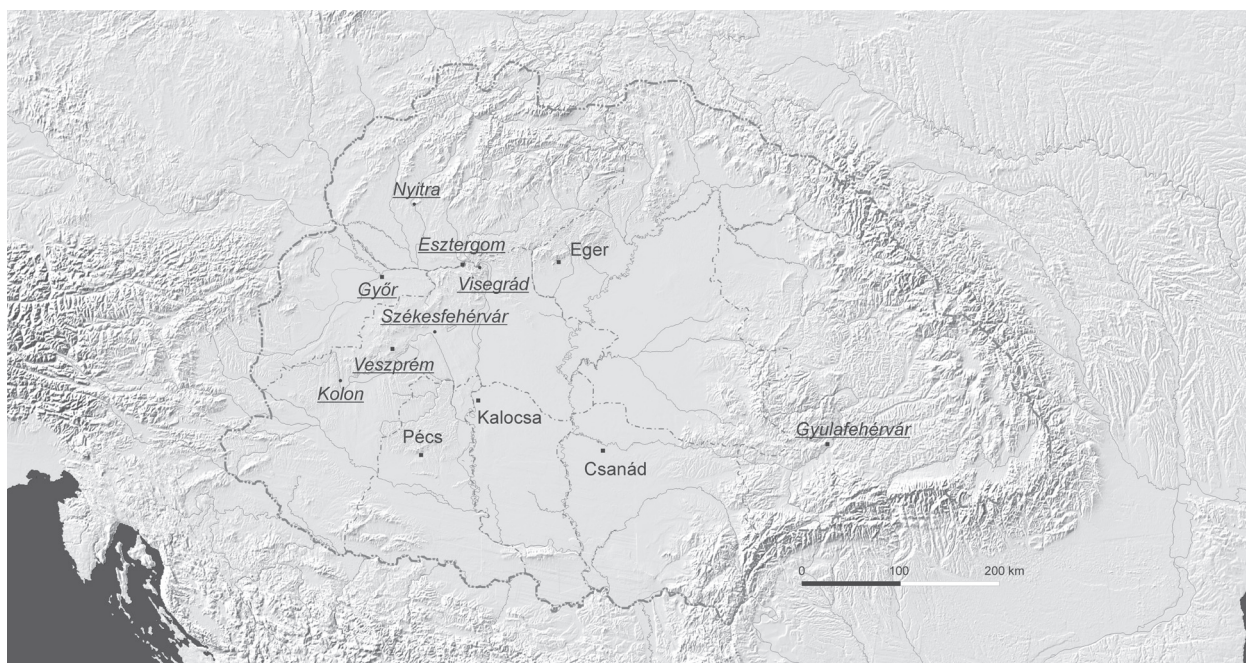 Nyitra
Esztergom
Eger
Visegrád
Győr
Székesfehérvár
Veszprém
Kolon
Kalocsa
Pécs
Gyulafehérvár
Csanád
0 100 200 km